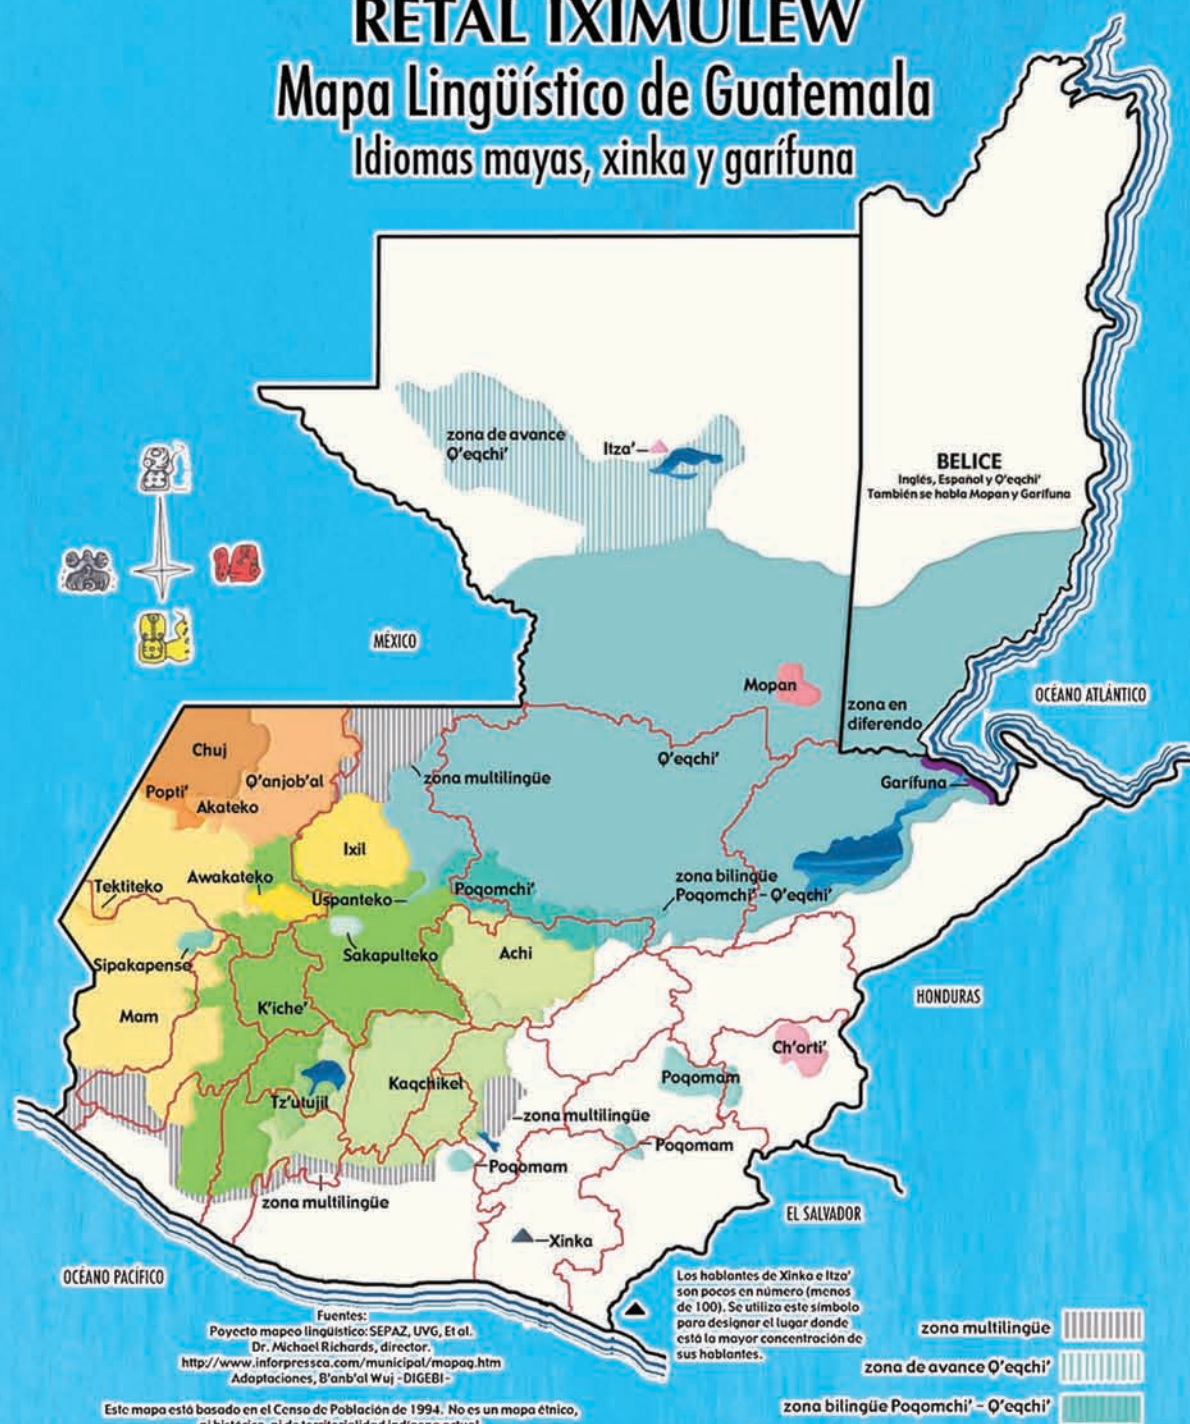 RETAL IXIMULEW
Mapa Lingüístico de Guatemala
Idiomas mayas, xinka y garífuna
zona de avance
Q'eqchi'
Itza'
BELICE
Inglés, Español y Q'eqchi'
También se habla Mopan y Garífuna
MÉXICO
Mopan
zona en
diferendo
OCÉANO ATLÁNTICO
Chuj
Q'anjob'al
Popti'
Akateko
zona multilingüe
Q'eqchi'
Garífuna
Ixil
Awakateko
Tektiteko
Uspanteko
Poqomchi'
zona bilingüe
Poqomchi' - Q'eqchi'
Sakapulteko
Achi
Sipakapense
Mam
K'iche'
HONDURAS
Ch'orti'
Poqomam
Kaqchikel
Tz'utujil
zona multilingüe
Poqomam
Poqomam
zona multilingüe
EL SALVADOR
Xinka
OCÉANO PACÍFICO
Los hablantes de Xinka e Itza'
son pocos en número (menos
de 100). Se utiliza este símbolo
para designar el lugar donde
está la mayor concentración de
sus hablantes.
Fuentes:
Poyecto mapeo lingüístico: SEPAZ, UVG, Et al.
Dr. Michael Richards, director.
http://www.inforpressca.com/municipal/mapag.htm
Adaptaciones, B'anb'al Wuj -DIGEBI-
zona multilingüe
zona de avance Q'eqchi'
zona bilingüe Poqomchi' - Q'eqchi'
Este mapa está basado en el Censo de Población de 1994. No es un mapa étnico,